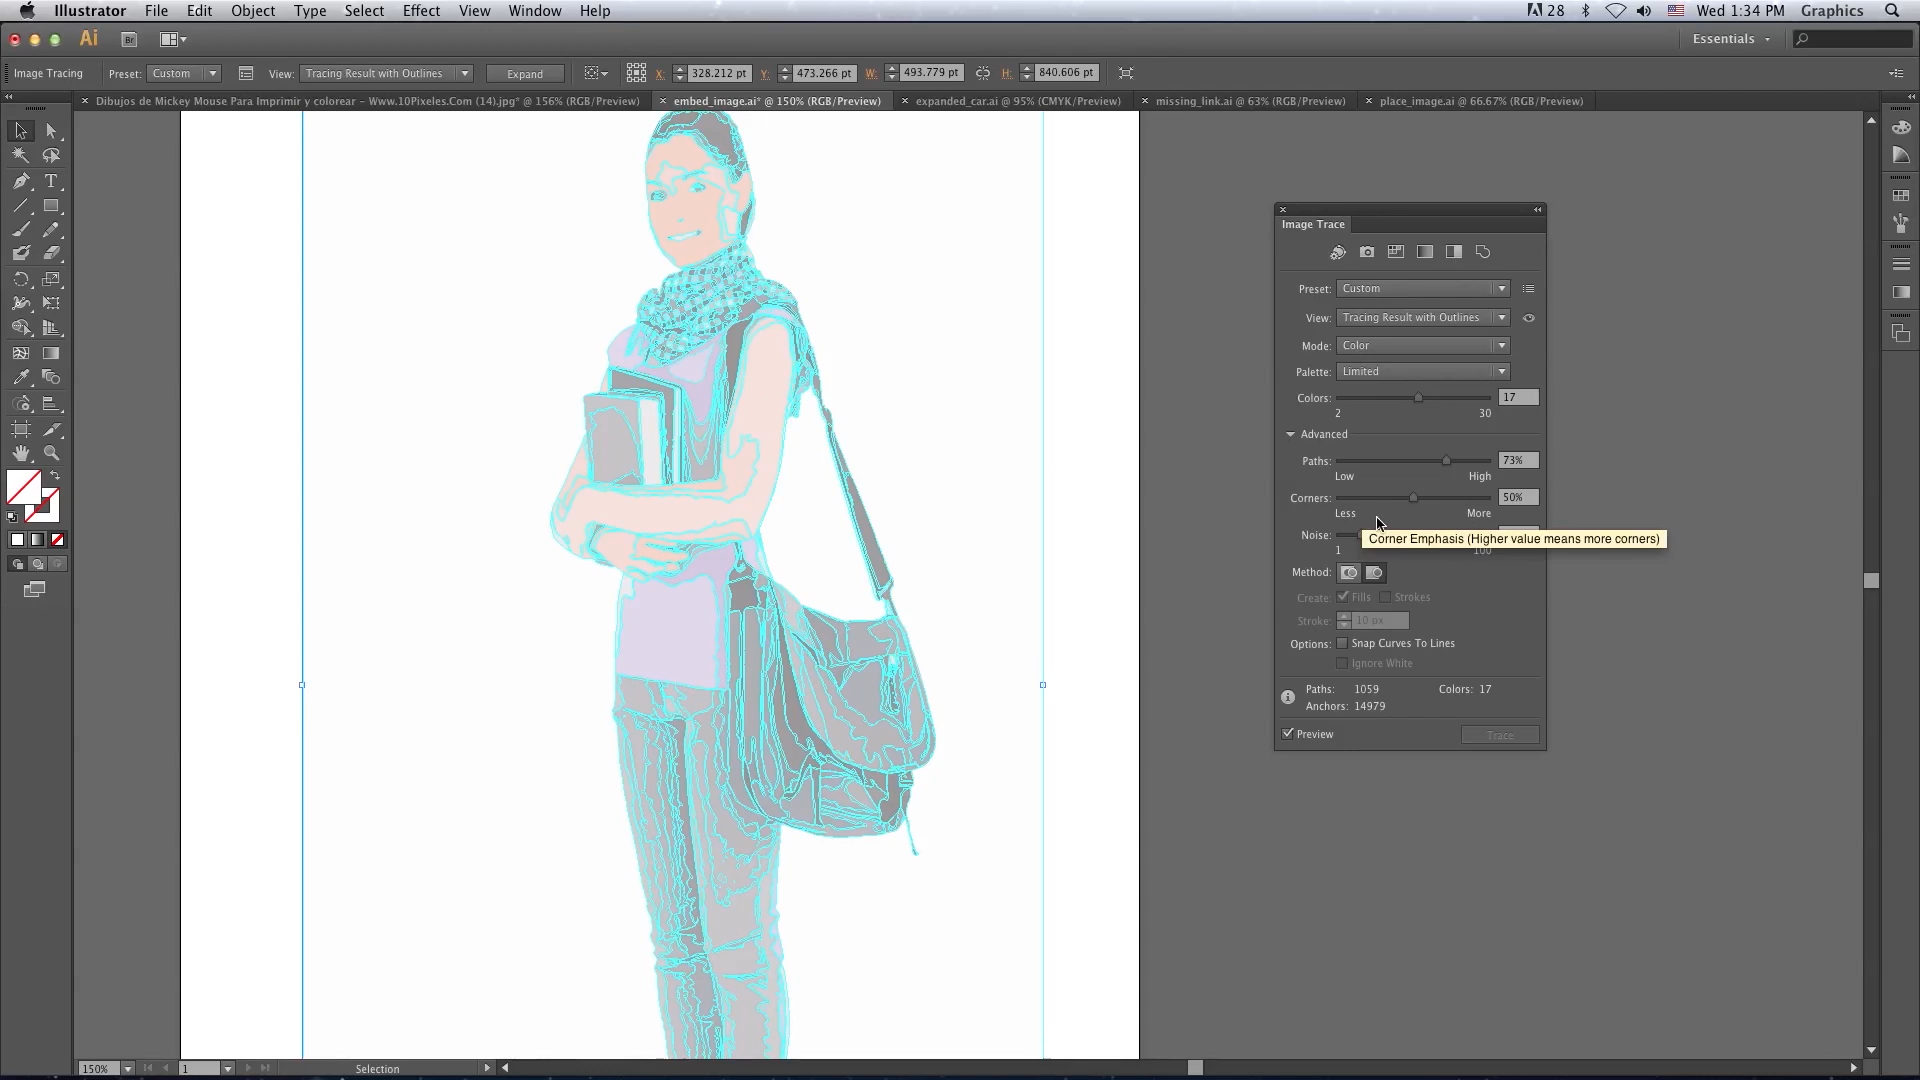 Illustrator File Edit Object Type Select Effect View Window Help 28 Wed 1:34 PM Graphics
Ai Br Essentials
Image Tracing Preset: Custom View: Tracing Result with Outlines Expand X: 328.212 pt Y: 473.266 pt W: 493.779 pt H: 840.606 pt
Dibujos de Mickey Mouse Para Imprimir y colorear – Www.10Pixeles.Com (14).jpg* @ 156% (RGB/Preview) embed_image.ai* @ 150% (RGB/Preview) expanded_car.ai @ 95% (CMYK/Preview) missing_link.ai @ 63% (RGB/Preview) place_image.ai @ 66.67% (RGB/Preview)
Image Trace
Preset: Custom
View: Tracing Result with Outlines
Mode: Color
Palette: Limited
Colors: 17
2 30
Advanced
Paths: 73%
Low High
Corners: 50%
Less More
Noise:
Corner Emphasis (Higher value means more corners)
1 100
Method:
Create: Fills Strokes
Stroke: 10 px
Options: Snap Curves To Lines
Ignore White
Paths: 1059 Colors: 17
Anchors: 14979
Preview Trace
150% 1 Selection